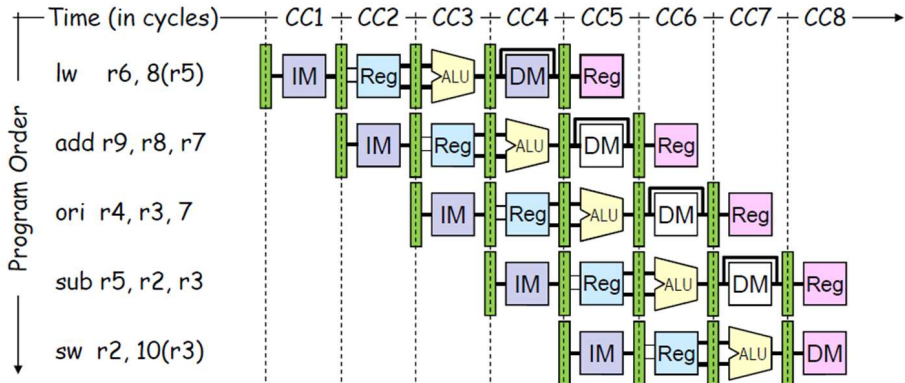 Time (in cycles) CC1 CC2 CC3 CC4 CC5 CC6 CC7 CC8
Program Order
lw r6, 8(r5) IM Reg ALU DM Reg
add r9, r8, r7 IM Reg ALU DM Reg
ori r4, r3, 7 IM Reg ALU DM Reg
sub r5, r2, r3 IM Reg ALU DM Reg
sw r2, 10(r3) IM Reg ALU DM